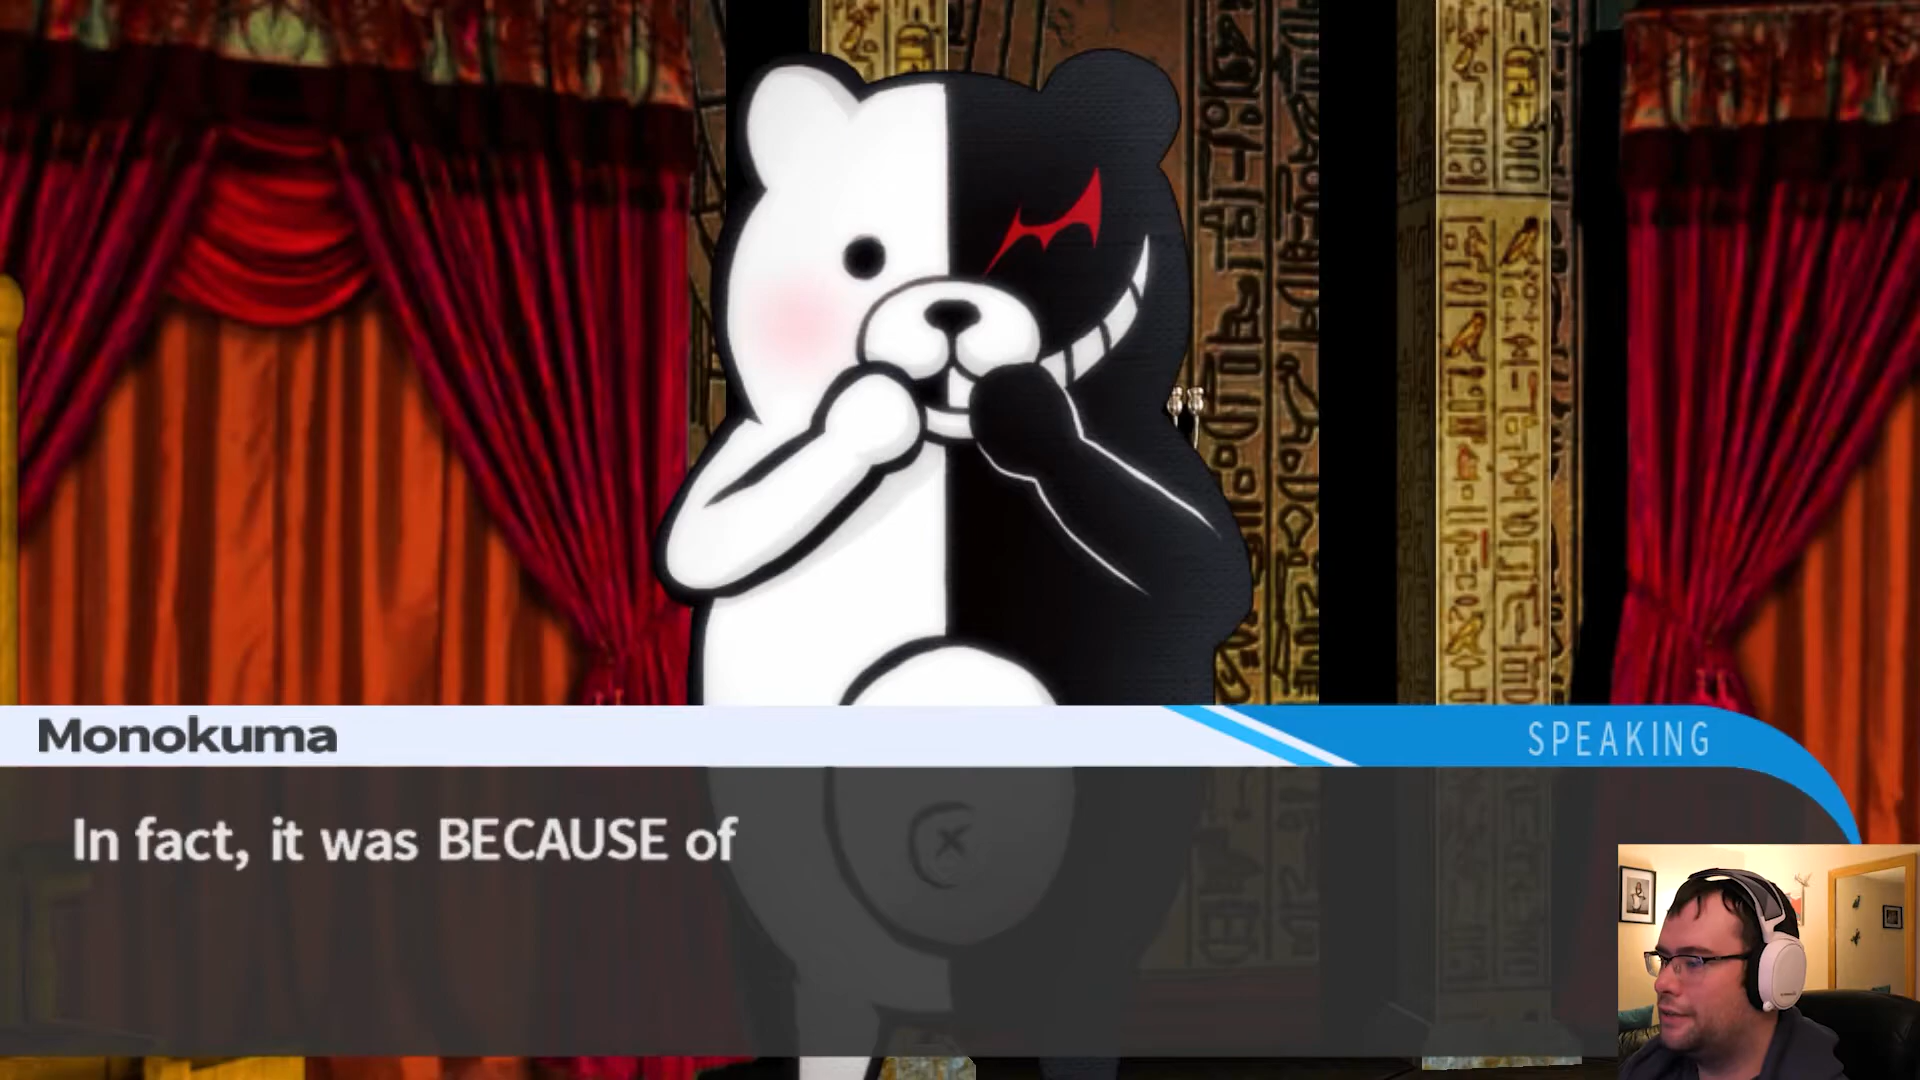 Monokuma
SPEAKING
In fact, it was BECAUSE of